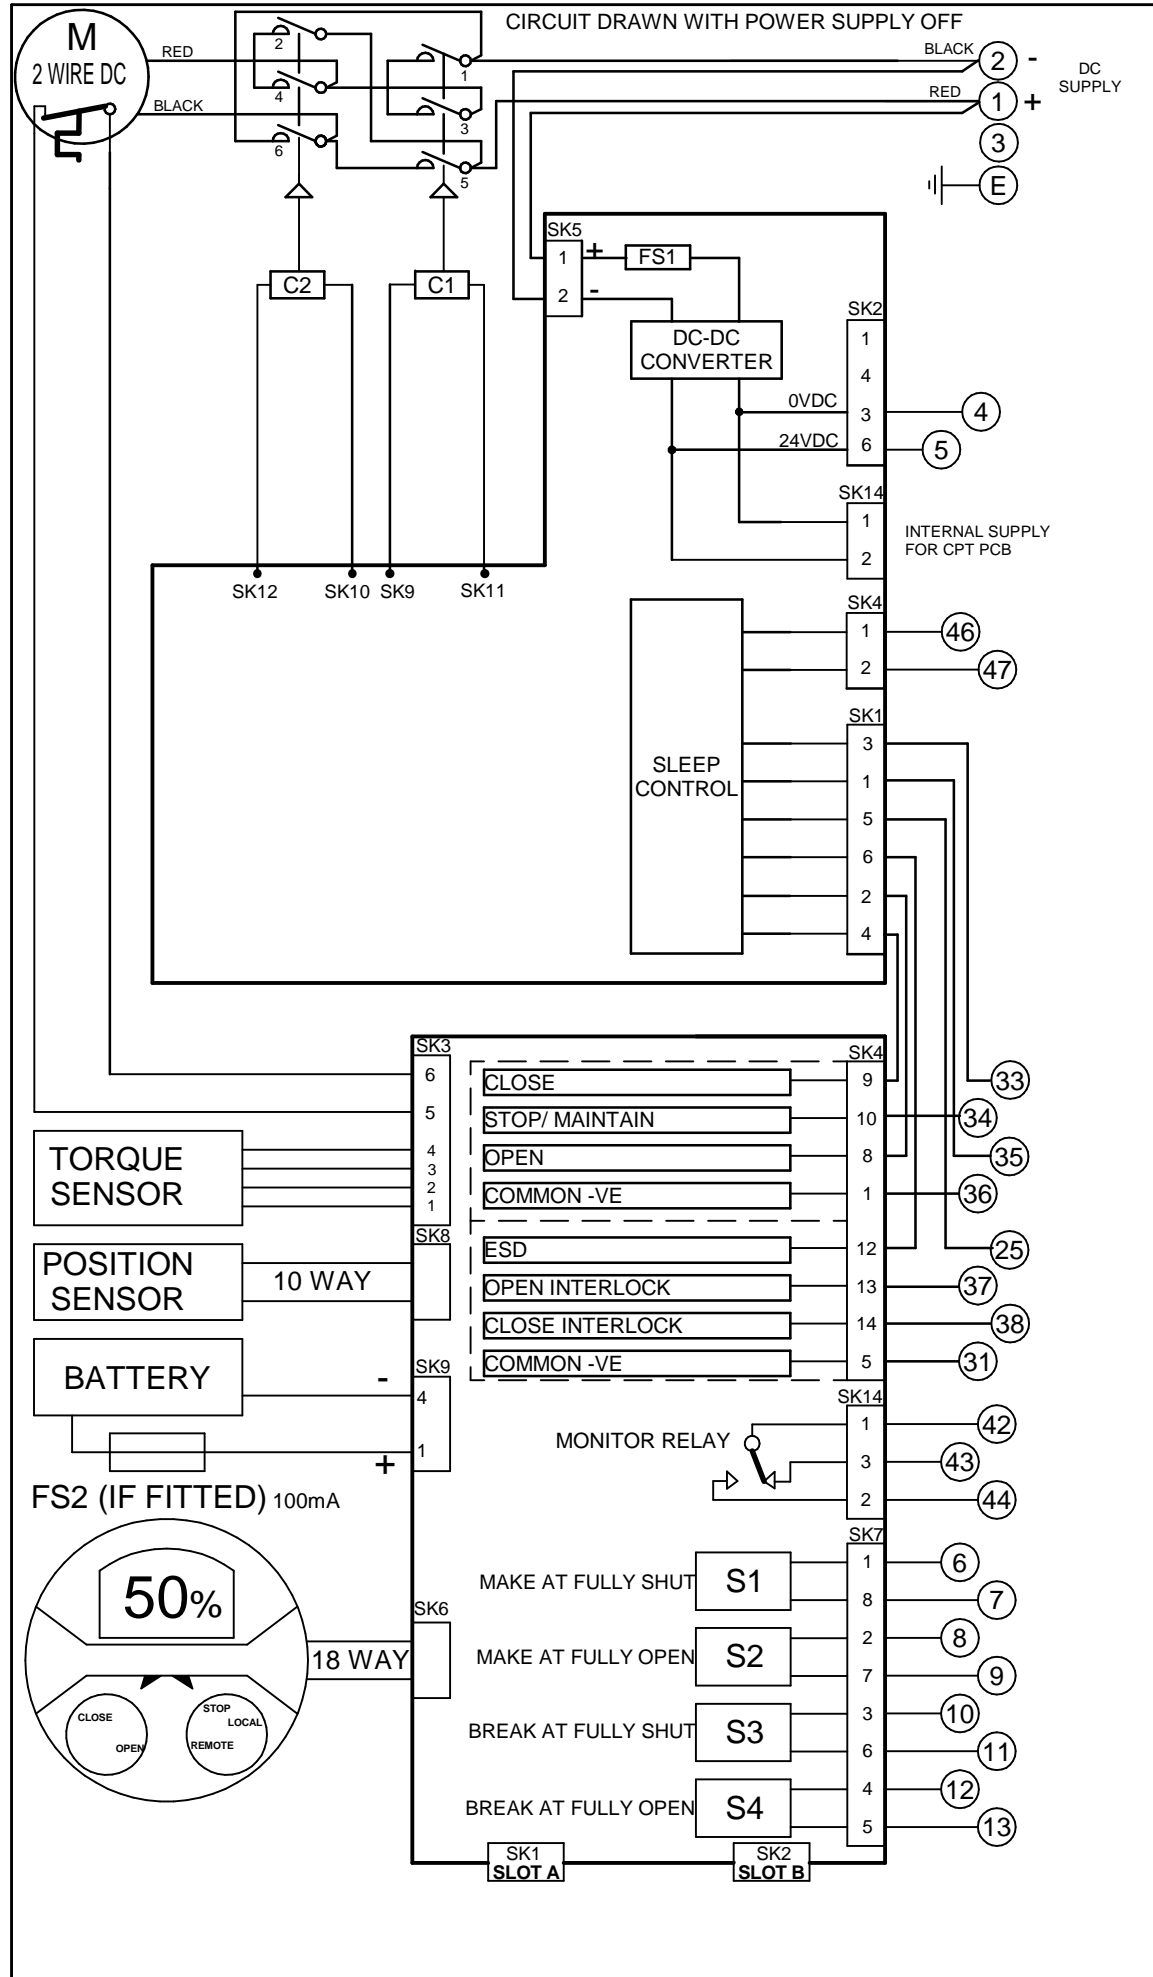 CIRCUIT DRAWN WITH POWER SUPPLY OFF
M
2 WIRE DC
RED
BLACK
2
4
6
1
3
5
BLACK
2 -
RED
1 +
DC
SUPPLY
3
E
SK5
1 +
2 -
FS1
C2
C1
DC-DC
CONVERTER
SK2
1
4
0VDC 3 4
24VDC 6 5
SK14
1
2
INTERNAL SUPPLY
FOR CPT PCB
SK12 SK10 SK9 SK11
SLEEP
CONTROL
SK4
1 46
2 47
SK1
3
1
5
6
2
4
SK3
6
5
4
3
2
1
TORQUE
SENSOR
SK8
POSITION
SENSOR
10 WAY
BATTERY
-
+
SK9
4
1
FS2 (IF FITTED) 100mA
50%
CLOSE
OPEN
STOP
LOCAL
REMOTE
18 WAY
SK6
SK4
CLOSE 9 33
STOP/ MAINTAIN 10 34
OPEN 8 35
COMMON -VE 1 36
ESD 12 25
OPEN INTERLOCK 13 37
CLOSE INTERLOCK 14 38
COMMON -VE 5 31
SK14
MONITOR RELAY
1 42
3 43
2 44
SK7
MAKE AT FULLY SHUT S1
1 6
8 7
MAKE AT FULLY OPEN S2
2 8
7 9
BREAK AT FULLY SHUT S3
3 10
6 11
BREAK AT FULLY OPEN S4
4 12
5 13
SK1
SLOT A
SK2
SLOT B